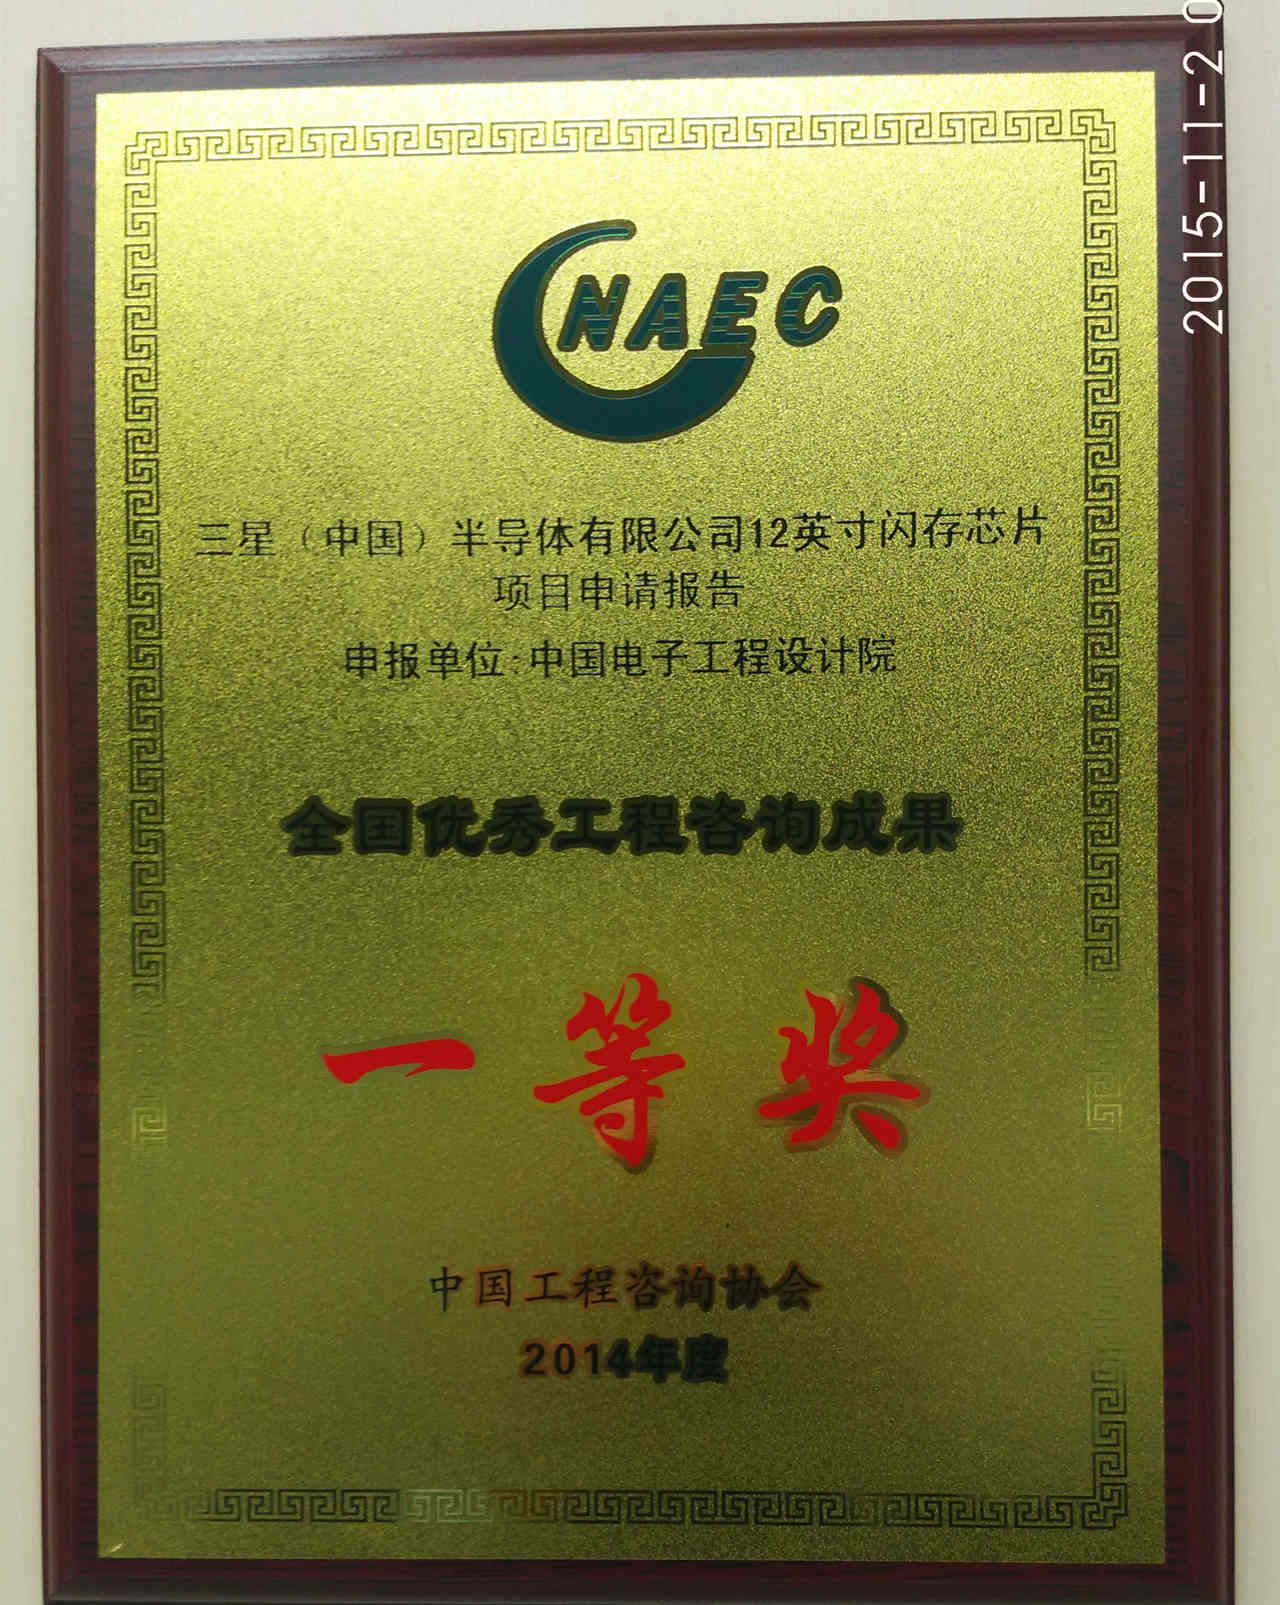 CNAEC
三星（中国）半导体有限公司12英寸闪存芯片
项目申请报告
申报单位:中国电子工程设计院
全国优秀工程咨询成果
一等奖
中国工程咨询协会
2014年度
2015-11-20